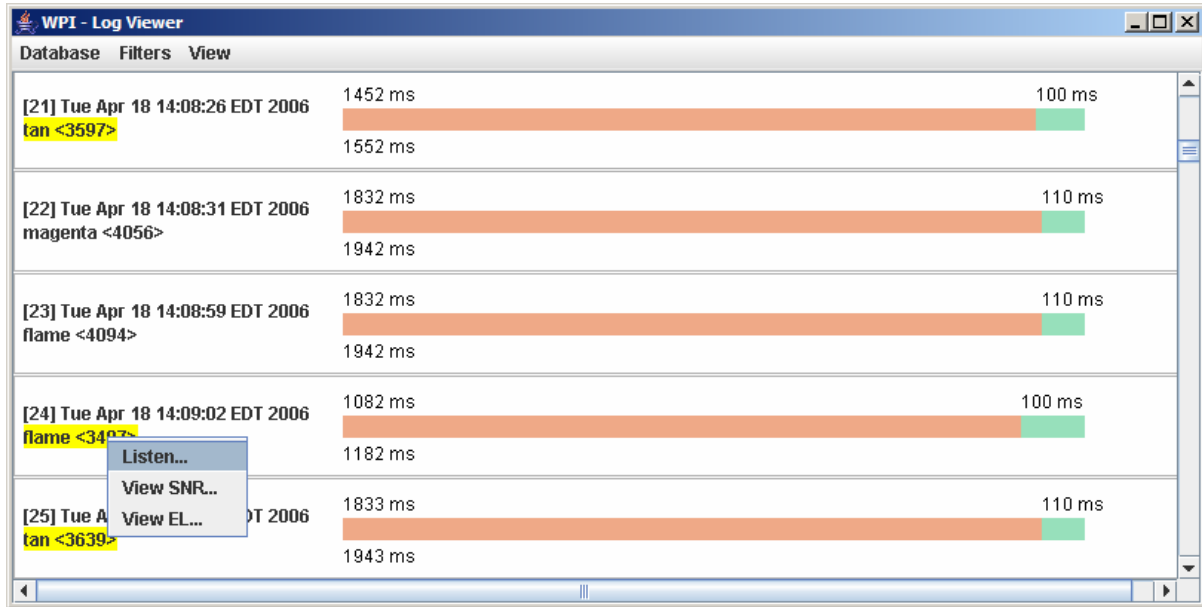 WPI - Log Viewer
Database Filters View
[21] Tue Apr 18 14:08:26 EDT 2006
tan <3597>
1452 ms
100 ms
1552 ms
[22] Tue Apr 18 14:08:31 EDT 2006
magenta <4056>
1832 ms
110 ms
1942 ms
[23] Tue Apr 18 14:08:59 EDT 2006
flame <4094>
1832 ms
110 ms
1942 ms
[24] Tue Apr 18 14:09:02 EDT 2006
flame
1082 ms
100 ms
1182 ms
Listen...
View SNR...
View EL...
[25] Tue DT 2006
tan <3639>
1833 ms
110 ms
1943 ms